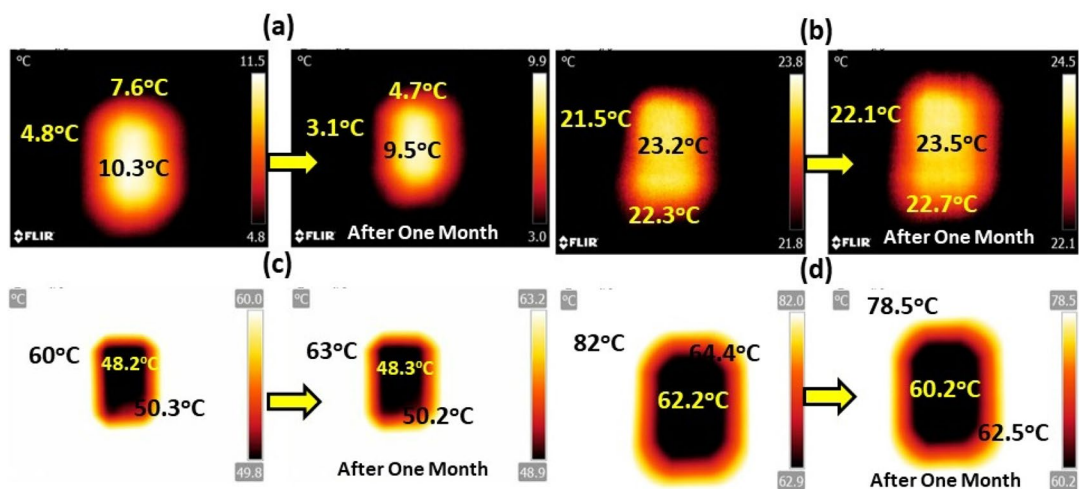 (a)
(b)
°C
11.5
7.6°C
4.8°C
10.3°C
FLIR
4.8
°C
9.9
4.7°C
3.1°C
9.5°C
FLIR
After One Month
3.0
°C
23.8
21.5°C
23.2°C
22.3°C
FLIR
21.8
°C
24.5
22.1°C
23.5°C
22.7°C
FLIR
After One Month
22.1
(c)
(d)
°C
60.0
60°C
48.2°C
50.3°C
49.8
°C
63.2
63°C
48.3°C
50.2°C
After One Month
48.9
°C
82.0
82°C
64.4°C
62.2°C
62.9
°C
78.5
78.5°C
60.2°C
62.5°C
After One Month
60.2